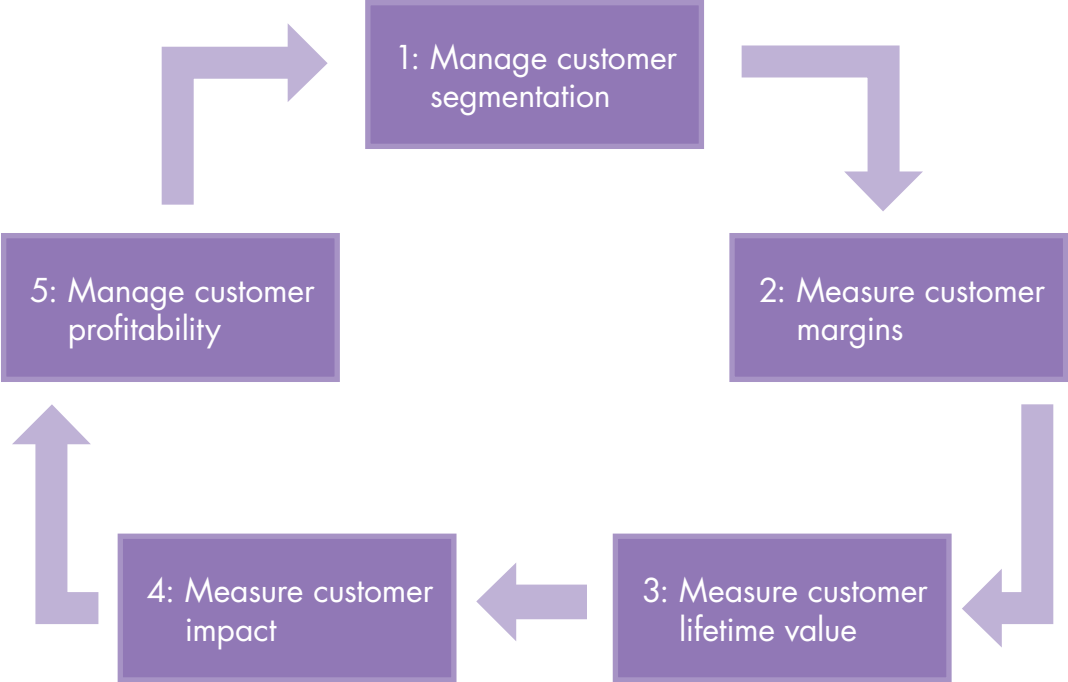 1: Manage customer
segmentation
2: Measure customer
margins
3: Measure customer
lifetime value
4: Measure customer
impact
5: Manage customer
profitability